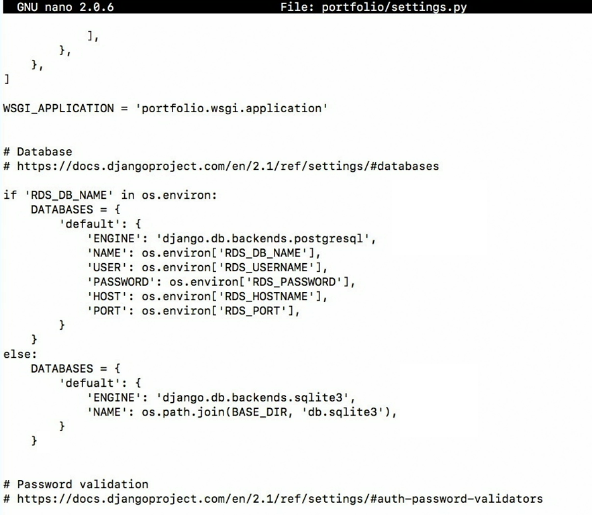 GNU nano 2.0.6 File: portfolio/settings.py
],
},
},
]
WSGI_APPLICATION = 'portfolio.wsgi.application'
# Database
# https://docs.djangoproject.com/en/2.1/ref/settings/#databases
if 'RDS_DB_NAME' in os.environ:
DATABASES = {
'default': {
'ENGINE': 'django.db.backends.postgresql',
'NAME': os.environ['RDS_DB_NAME'],
'USER': os.environ['RDS_USERNAME'],
'PASSWORD': os.environ['RDS_PASSWORD'],
'HOST': os.environ['RDS_HOSTNAME'],
'PORT': os.environ['RDS_PORT'],
}
}
else:
DATABASES = {
'defualt': {
'ENGINE': 'django.db.backends.sqlite3',
'NAME': os.path.join(BASE_DIR, 'db.sqlite3'),
}
}
# Password validation
# https://docs.djangoproject.com/en/2.1/ref/settings/#auth-password-validators